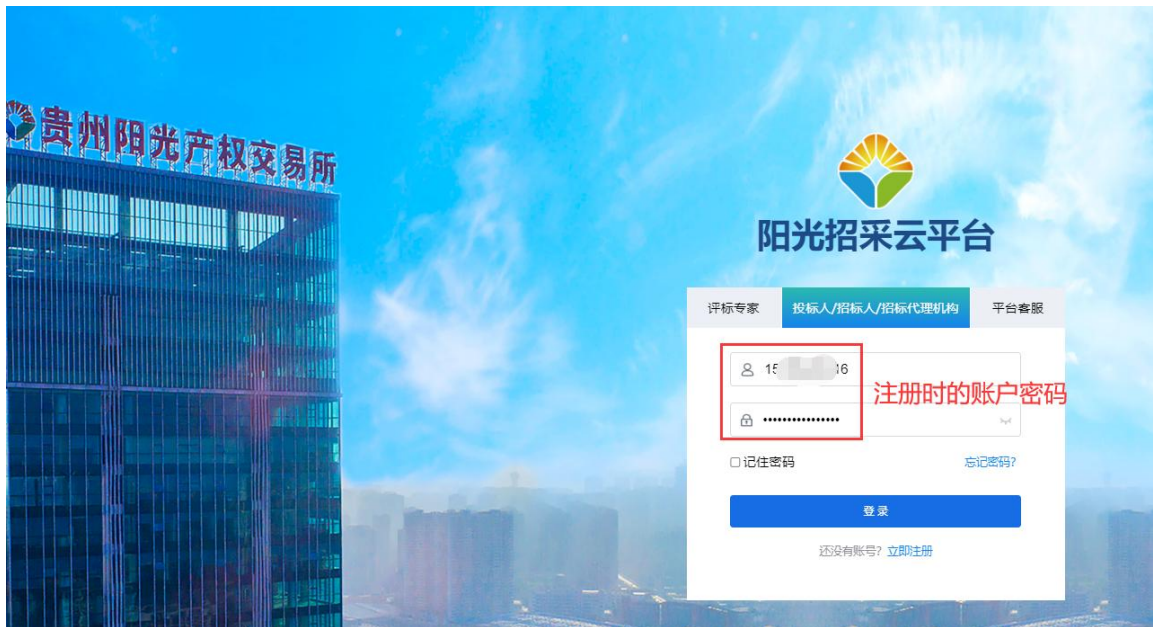 贵州阳光产权交易所
阳光招采云平台
评标专家 投标人/招标人/招标代理机构 平台客服
15 16
注册时的账户密码
记住密码 忘记密码?
登录
还没有账号? 立即注册